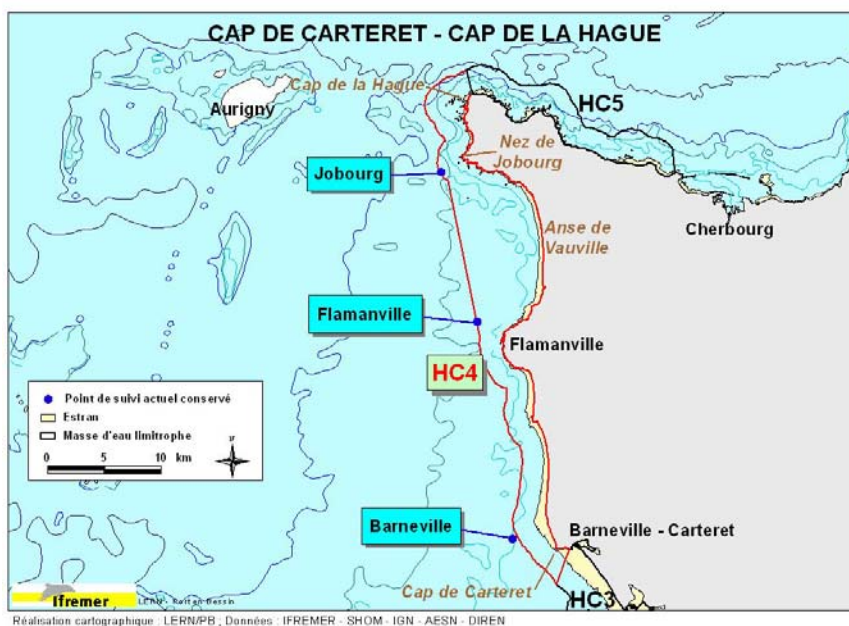 CAP DE CARTERET - CAP DE LA HAGUE
Cap de la Hague
HC5
Aurigny
Nez de
Jobourg
Jobourg
Anse de
Vauville
Cherbourg
Flamanville
Flamanville
HC4
Point de suivi actuel conservé
Estran
Masse d'eau limitrophe
0 5 10 km
Barneville
Barneville - Carteret
Cap de Carteret
HC3
Ifremer
Réalisation cartographique : LERN/PB ; Données : IFREMER - SHOM - IGN - AESN - DIREN